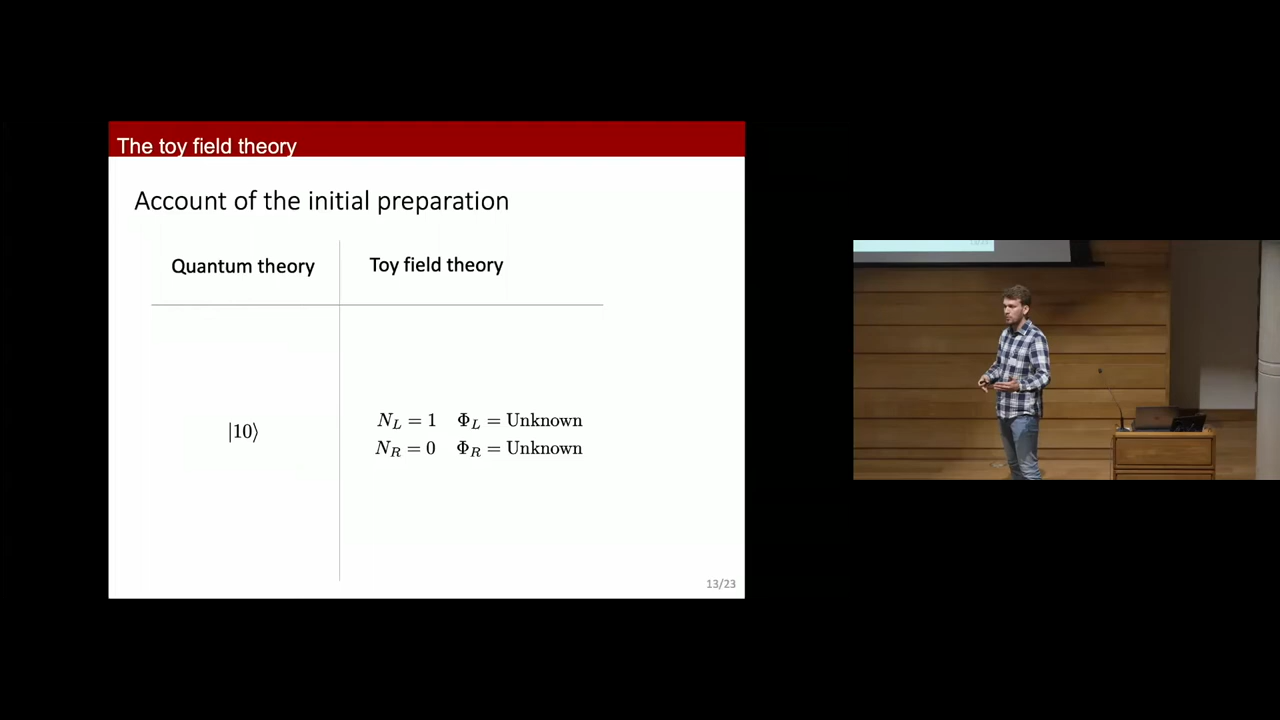 The toy field theory
Account of the initial preparation
Quantum theory
Toy field theory
|10⟩
N_L = 1 Φ_L = Unknown
N_R = 0 Φ_R = Unknown
13/23